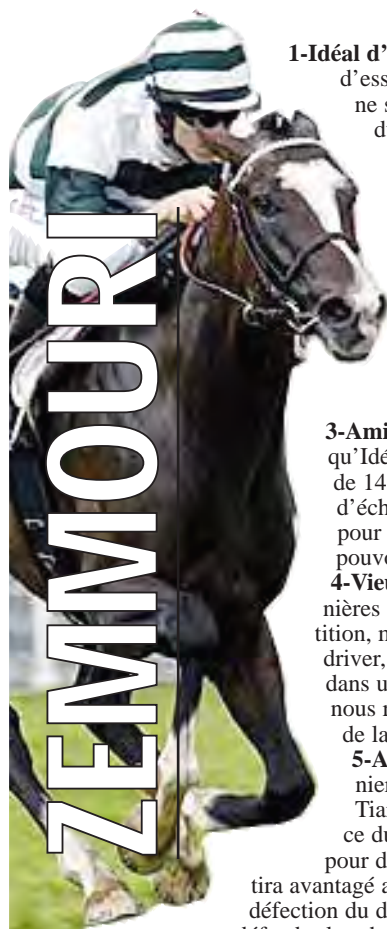 ZEMMOURI
1-Idéal d'
d'ess
ne s
d'
3-Ami
qu'Idé
de 14
d'éch
pour
pouvo
4-Vieu
nières
tition, n
driver,
dans u
nous n
de la
5-A
nier
Tia
ce du
pour d
tira avantagé a
défection du d